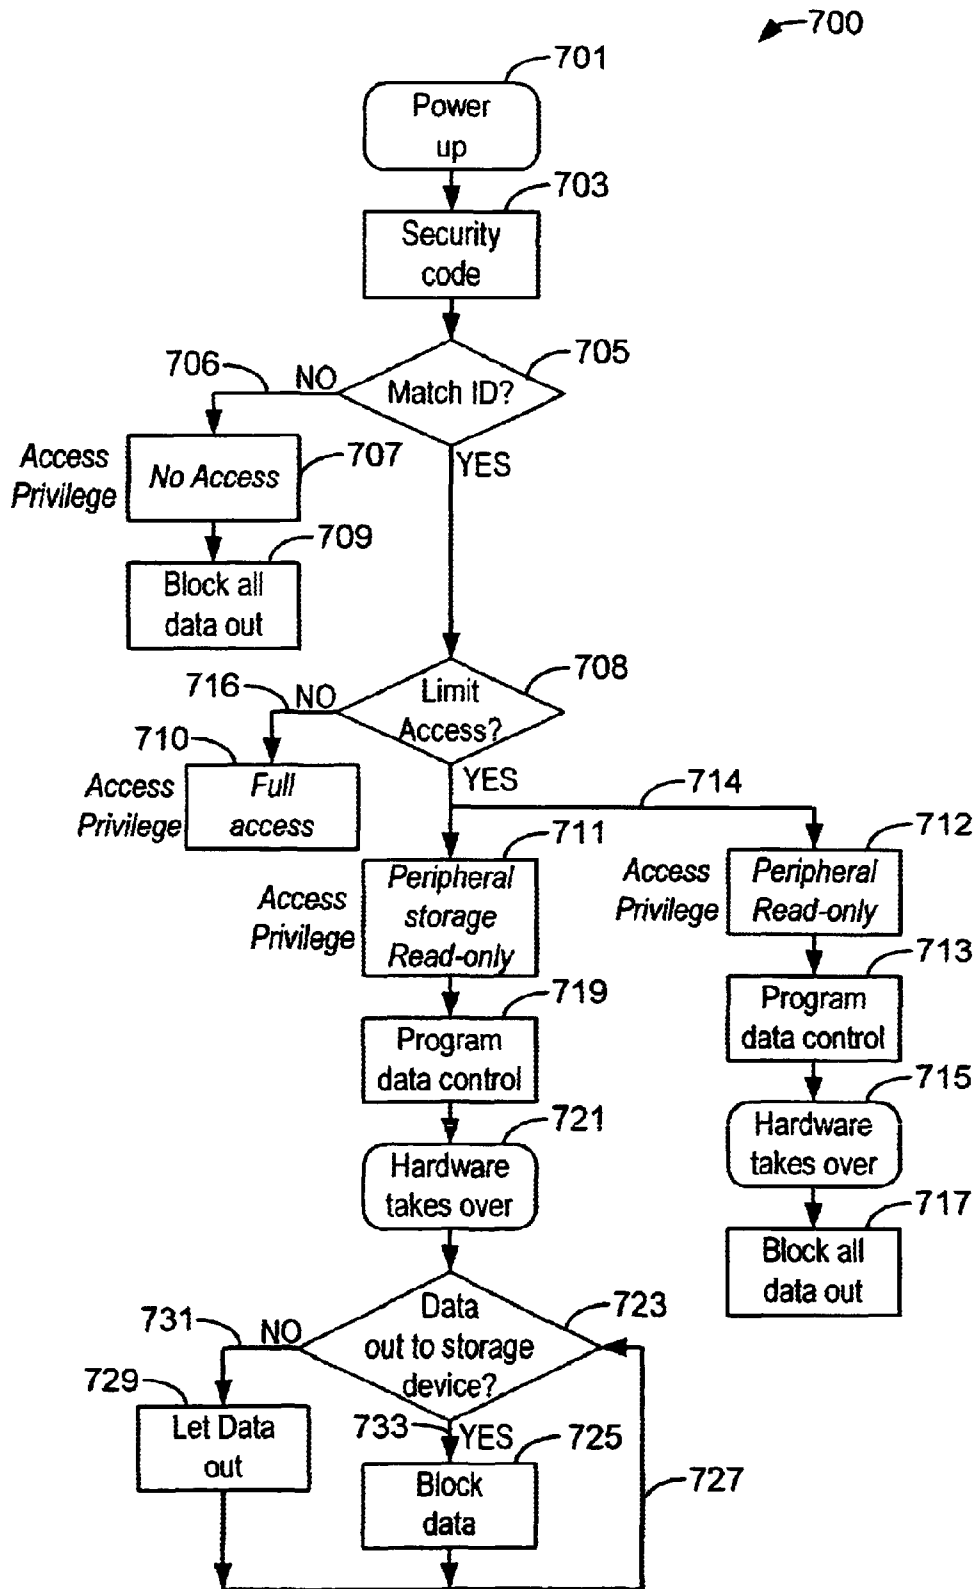 700
701
Power
up
703
Security
code
705
Match ID?
706
NO
YES
Access
Privilege
707
No Access
709
Block all
data out
708
Limit
Access?
716
NO
YES
710
Access
Privilege
Full
access
714
711
Access
Privilege
Peripheral
storage
Read-only
712
Access
Privilege
Peripheral
Read-only
719
Program
data control
713
Program
data control
721
Hardware
takes over
715
Hardware
takes over
717
Block all
data out
723
Data
out to storage
device?
731
NO
729
Let Data
out
733
YES
725
Block
data
727